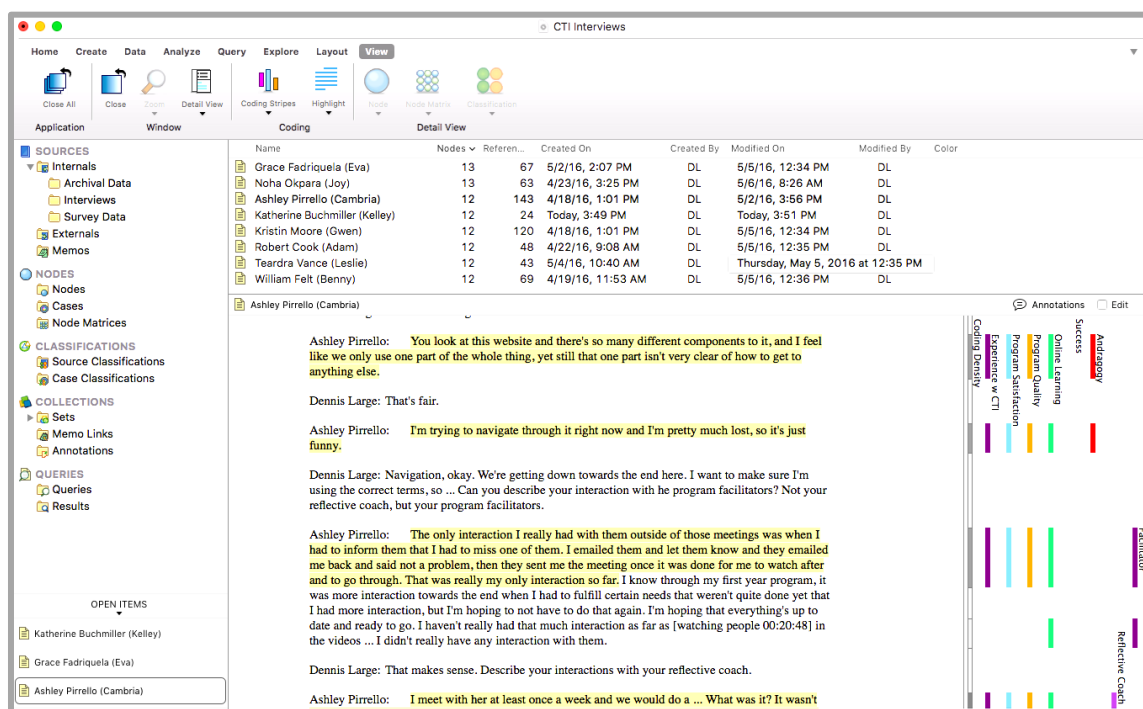 CTI Interviews
Home Create Data Analyze Query Explore Layout View
Close All Close Zoom Detail View Coding Stripes Highlight Node Node Matrix Classification
Application Window Coding Detail View
SOURCES
Internals
Archival Data
Interviews
Survey Data
Externals
Memos
NODES
Nodes
Cases
Node Matrices
CLASSIFICATIONS
Source Classifications
Case Classifications
COLLECTIONS
Sets
Memo Links
Annotations
QUERIES
Queries
Results
OPEN ITEMS
Katherine Buchmiller (Kelley)
Grace Fadriquela (Eva)
Ashley Pirrello (Cambria)
Name Nodes Referen... Created On Created By Modified On Modified By Color
Grace Fadriquela (Eva) 13 67 5/2/16, 2:07 PM DL 5/5/16, 12:34 PM DL
Noha Okpara (Joy) 13 63 4/23/16, 3:25 PM DL 5/6/16, 8:26 AM DL
Ashley Pirrello (Cambria) 12 143 4/18/16, 1:01 PM DL 5/2/16, 3:56 PM DL
Katherine Buchmiller (Kelley) 12 24 Today, 3:49 PM DL Today, 3:51 PM DL
Kristin Moore (Gwen) 12 120 4/18/16, 1:01 PM DL 5/5/16, 12:34 PM DL
Robert Cook (Adam) 12 48 4/22/16, 9:08 AM DL 5/5/16, 12:35 PM DL
Teardra Vance (Leslie) 12 43 5/4/16, 10:40 AM DL Thursday, May 5, 2016 at 12:35 PM
William Felt (Benny) 12 69 4/19/16, 11:53 AM DL 5/5/16, 12:36 PM DL
Ashley Pirrello (Cambria) Annotations Edit
Ashley Pirrello: You look at this website and there's so many different components to it, and I feel
like we only use one part of the whole thing, yet still that one part isn't very clear of how to get to
anything else.
Dennis Large: That's fair.
Ashley Pirrello: I'm trying to navigate through it right now and I'm pretty much lost, so it's just
funny.
Dennis Large: Navigation, okay. We're getting down towards the end here. I want to make sure I'm
using the correct terms, so ... Can you describe your interaction with he program facilitators? Not your
reflective coach, but your program facilitators.
Ashley Pirrello: The only interaction I really had with them outside of those meetings was when I
had to inform them that I had to miss one of them. I emailed them and let them know and they emailed
me back and said not a problem, then they sent me the meeting once it was done for me to watch after
and to go through. That was really my only interaction so far. I know through my first year program, it
was more interaction towards the end when I had to fulfill certain needs that weren't quite done yet that
I had more interaction, but I'm hoping to not have to do that again. I'm hoping that everything's up to
date and ready to go. I haven't really had that much interaction as far as [watching people 00:20:48] in
the videos ... I didn't really have any interaction with them.
Dennis Large: That makes sense. Describe your interactions with your reflective coach.
Ashley Pirrello: I meet with her at least once a week and we would do a ... What was it? It wasn't
Coding Density
Experience w CTI
Program Satisfaction
Program Quality
Online Learning
Success
Andragogy
Facilitator
Reflective Coach